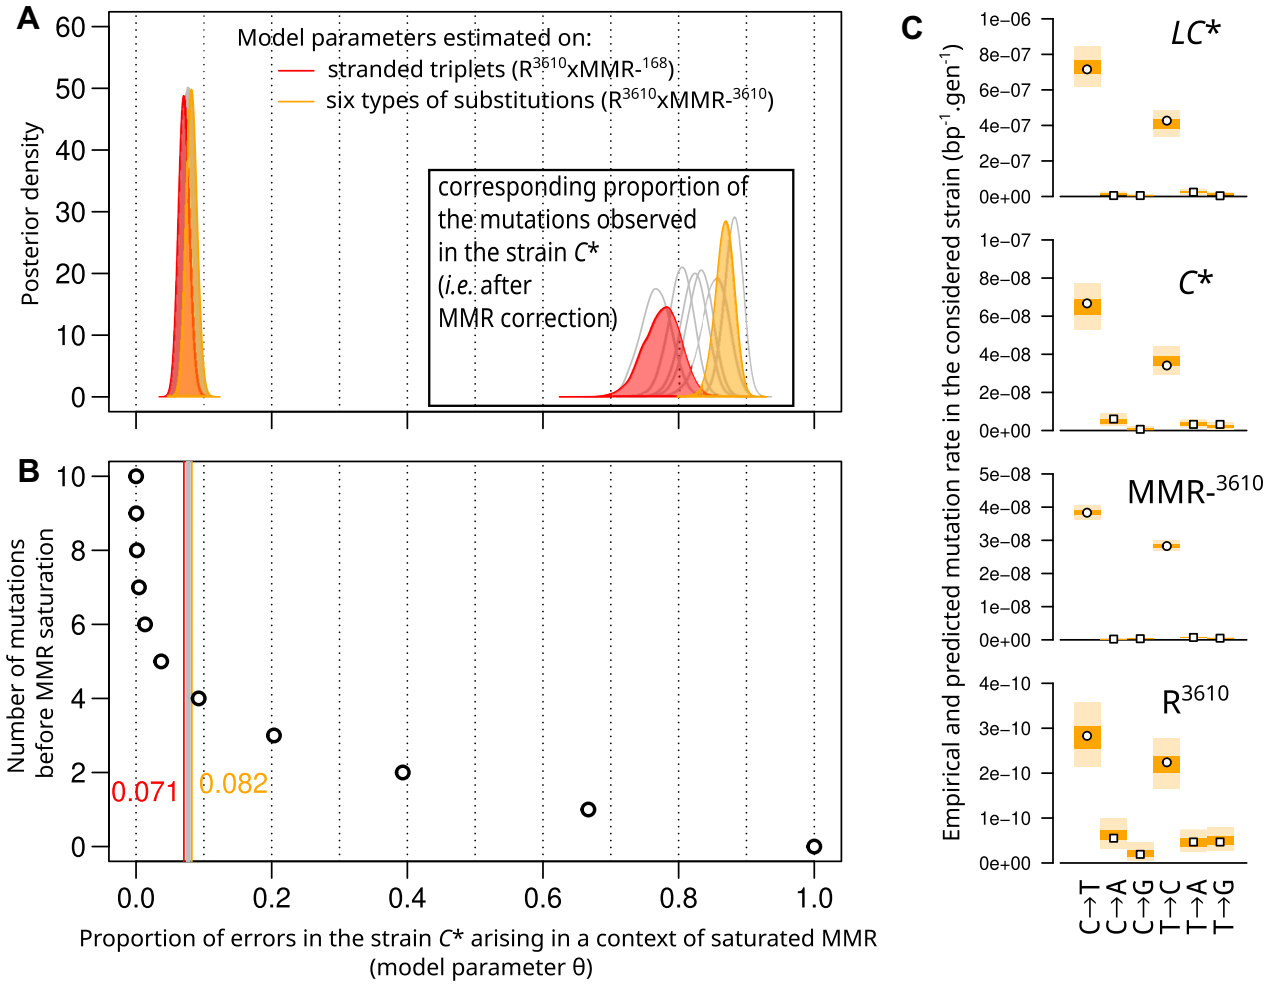 A
Posterior density
60
50
40
30
20
10
0
Model parameters estimated on:
stranded triplets (R³⁶¹⁰xMMR-¹⁶⁸)
six types of substitutions (R³⁶¹⁰xMMR-³⁶¹⁰)
corresponding proportion of
the mutations observed
in the strain C*
(i.e. after
MMR correction)
B
Number of mutations
before MMR saturation
10
8
6
4
2
0
0.071
0.082
0.0 0.2 0.4 0.6 0.8 1.0
Proportion of errors in the strain C* arising in a context of saturated MMR
(model parameter θ)
C
Empirical and predicted mutation rate in the considered strain (bp⁻¹.gen⁻¹)
LC*
1e−06
8e−07
6e−07
4e−07
2e−07
0e+00
C*
1e−07
8e−08
6e−08
4e−08
2e−08
0e+00
MMR-³⁶¹⁰
5e−08
4e−08
3e−08
2e−08
1e−08
0e+00
R³⁶¹⁰
4e−10
3e−10
2e−10
1e−10
0e+00
C→T
C→A
C→G
T→C
T→A
T→G